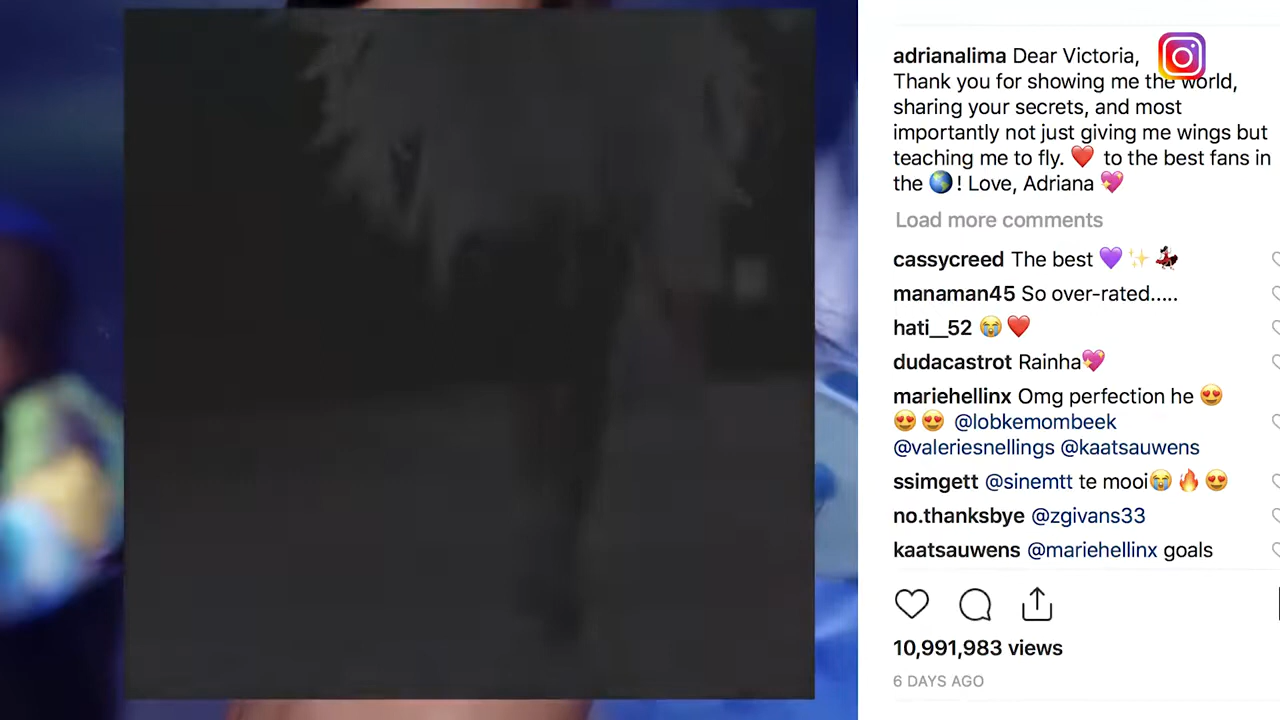 adrianalima Dear Victoria,
Thank you for showing me the world,
sharing your secrets, and most
importantly not just giving me wings but
teaching me to fly. ❤️ to the best fans in
the 🌎! Love, Adriana 💖
Load more comments
cassycreed The best 💜✨💃
manaman45 So over-rated.....
hati__52 😭❤️
dudacastrot Rainha💖
mariehellinx Omg perfection he 😍
😍😍 @lobkemombeek
@valeriesnellings @kaatsauwens
ssimgett @sinemtt te mooi😭🔥😍
no.thanksbye @zgivans33
kaatsauwens @mariehellinx goals
10,991,983 views
6 DAYS AGO